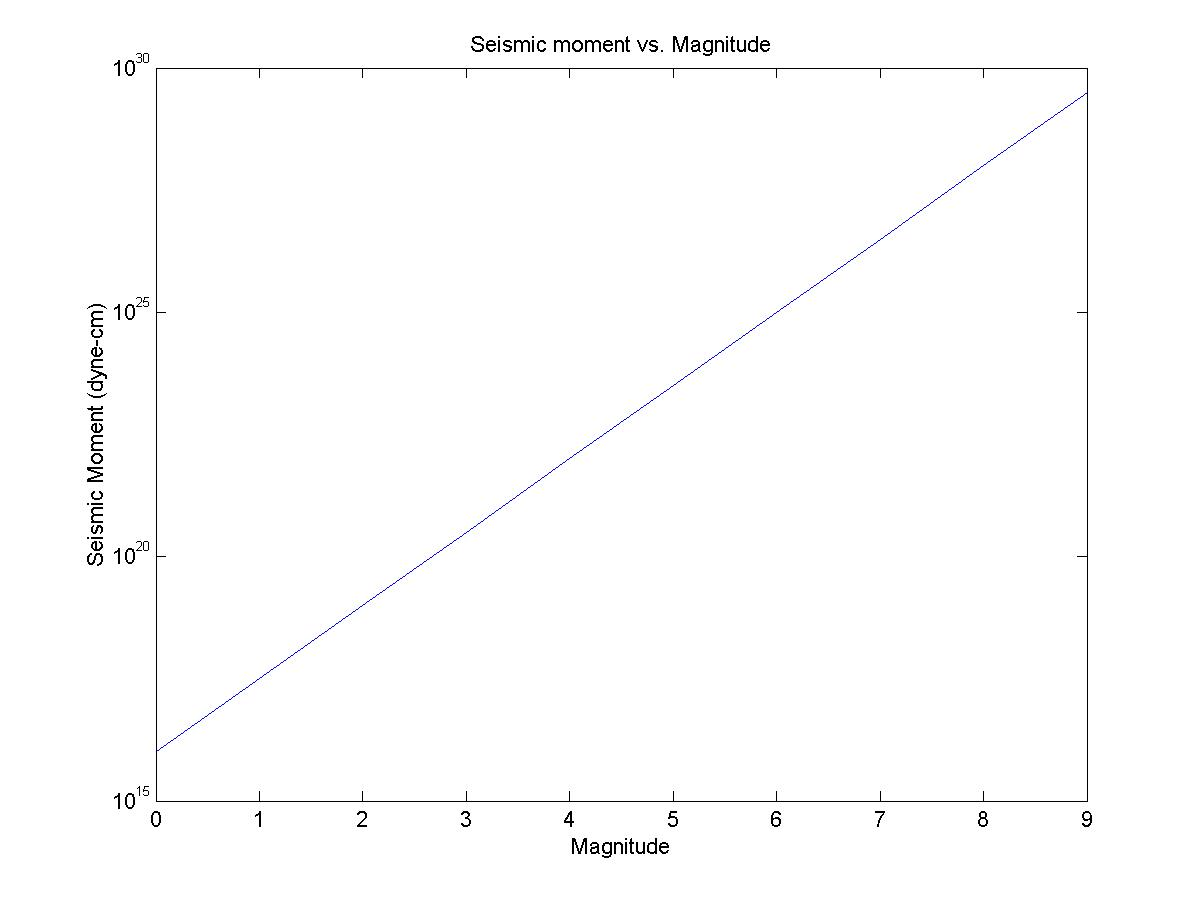 Seismic moment vs. Magnitude
10^30
10^25
10^20
10^15
Seismic Moment (dyne-cm)
0 1 2 3 4 5 6 7 8 9
Magnitude